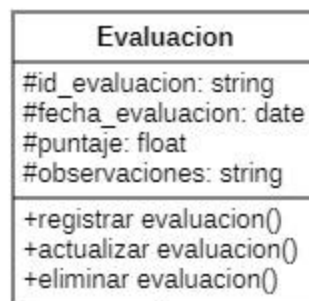 Evaluacion
#id_evaluacion: string
#fecha_evaluacion: date
#puntaje: float
#observaciones: string
+registrar evaluacion()
+actualizar evaluacion()
+eliminar evaluacion()